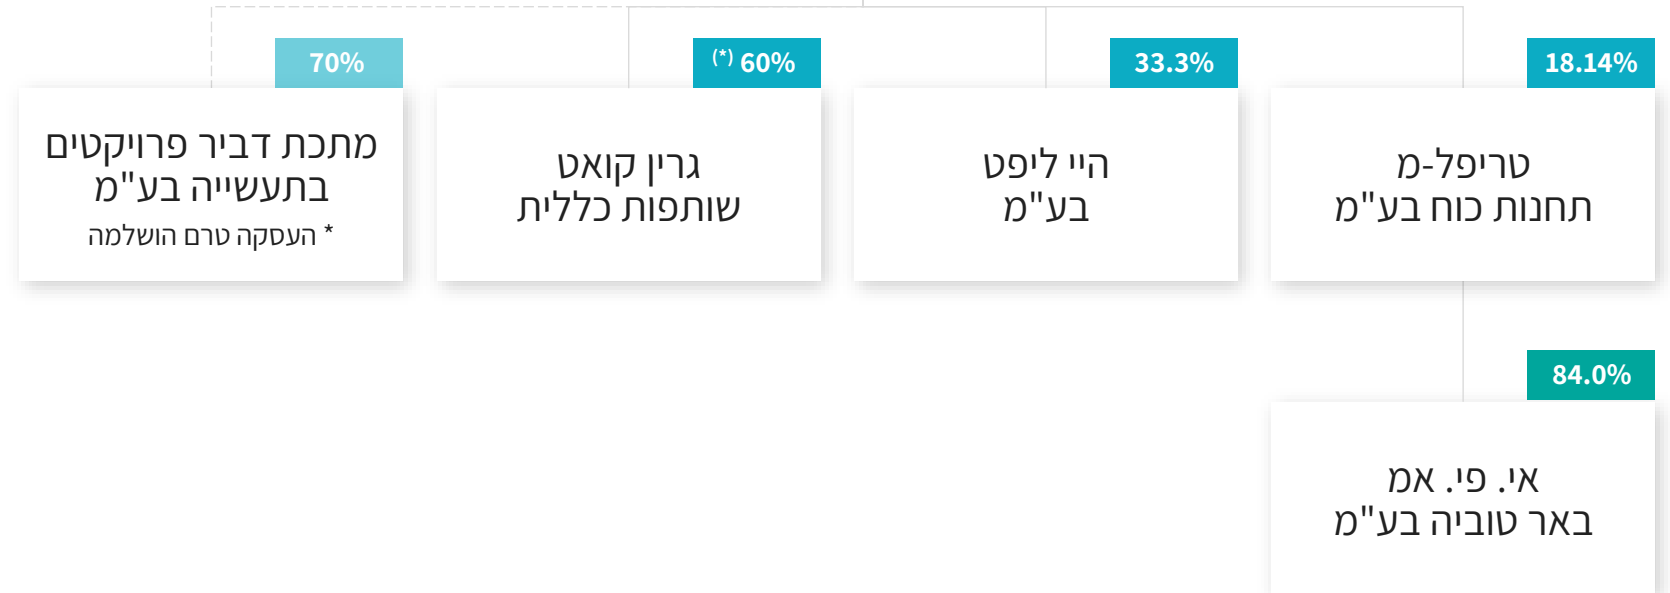 18.14%
טריפל-מ
תחנות כוח בע"מ
33.3%
היי ליפט
בע"מ
60% (*)
גרין קואט
שותפות כללית
70%
מתכת דביר פרויקטים
בתעשייה בע"מ
* העסקה טרם הושלמה
84.0%
אי. פי. אמ
באר טוביה בע"מ